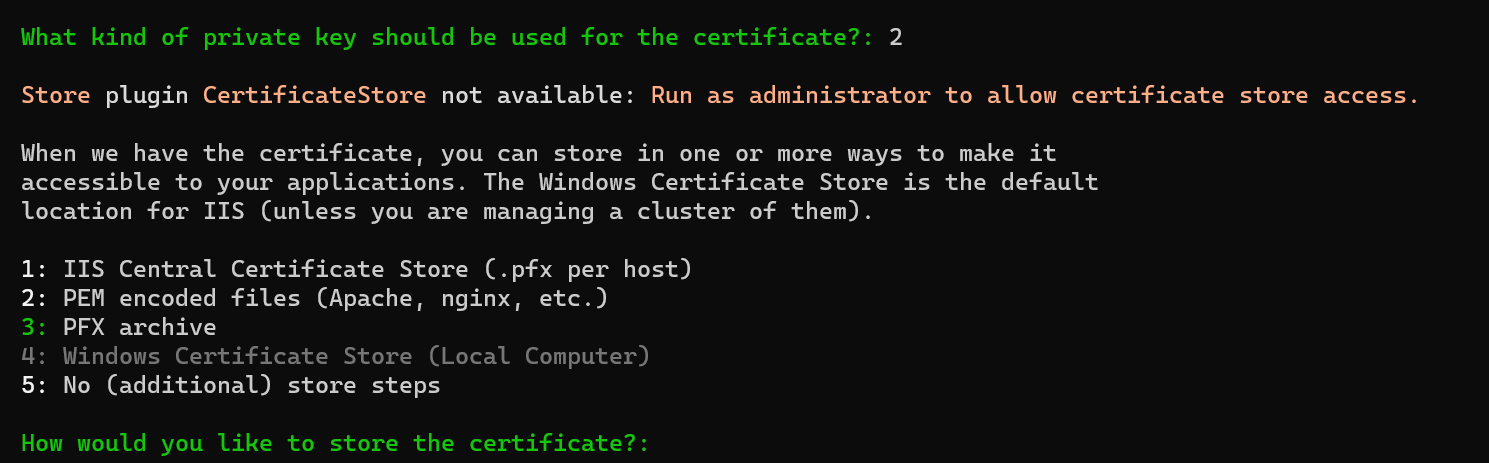 What kind of private key should be used for the certificate?: 2
Store plugin CertificateStore not available: Run as administrator to allow certificate store access.
When we have the certificate, you can store in one or more ways to make it
accessible to your applications. The Windows Certificate Store is the default
location for IIS (unless you are managing a cluster of them).
1: IIS Central Certificate Store (.pfx per host)
2: PEM encoded files (Apache, nginx, etc.)
3: PFX archive
4: Windows Certificate Store (Local Computer)
5: No (additional) store steps
How would you like to store the certificate?: